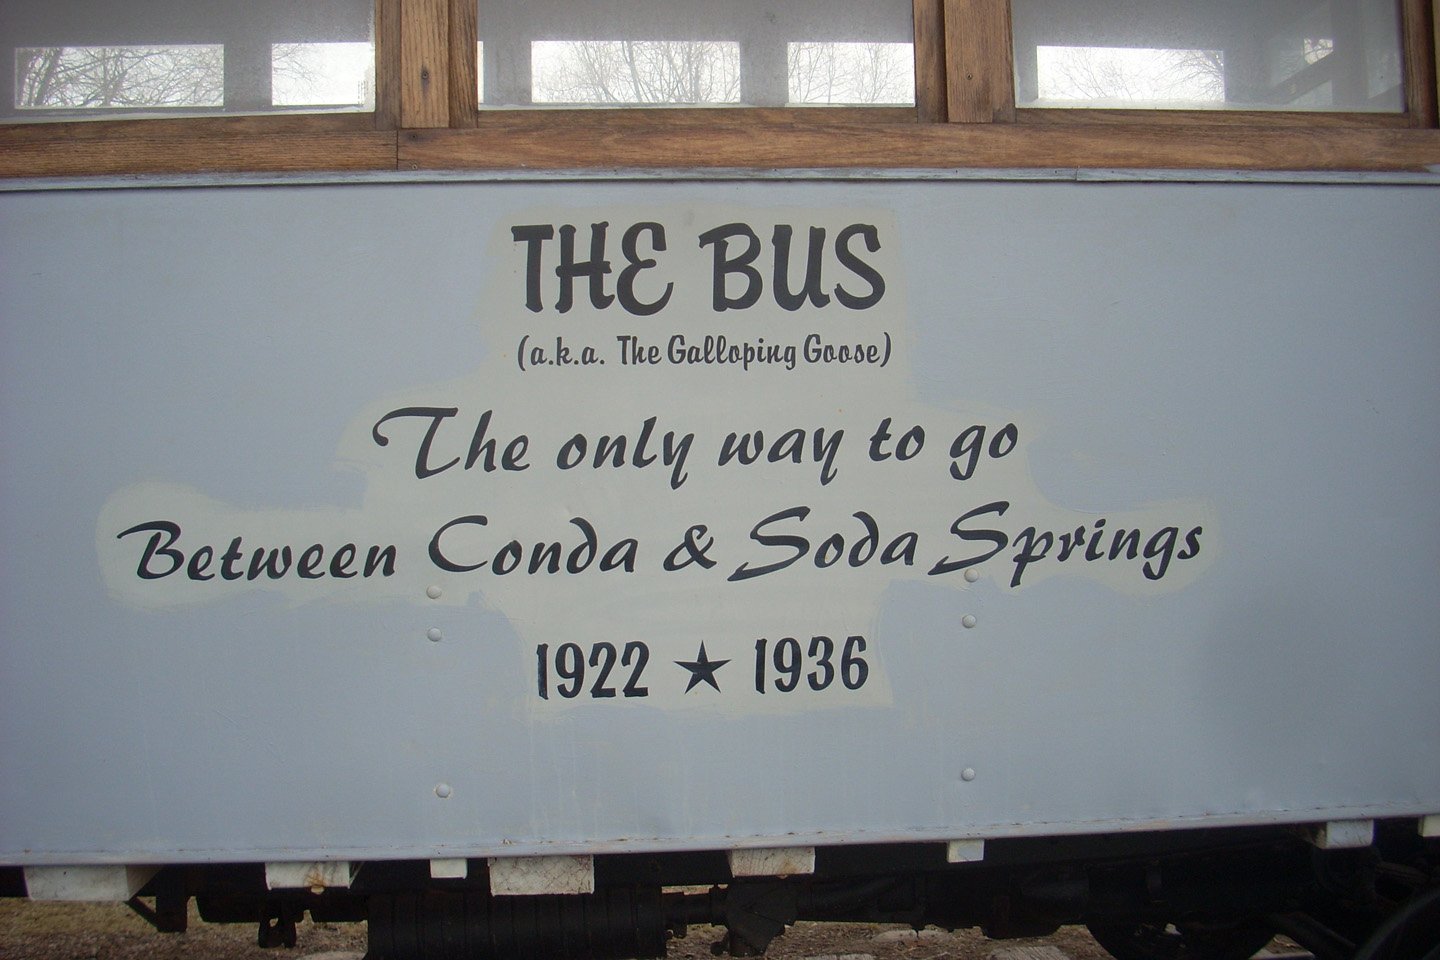 THE BUS
(a.k.a. The Galloping Goose)
The only way to go
Between Conda & Soda Springs
1922 ★ 1936